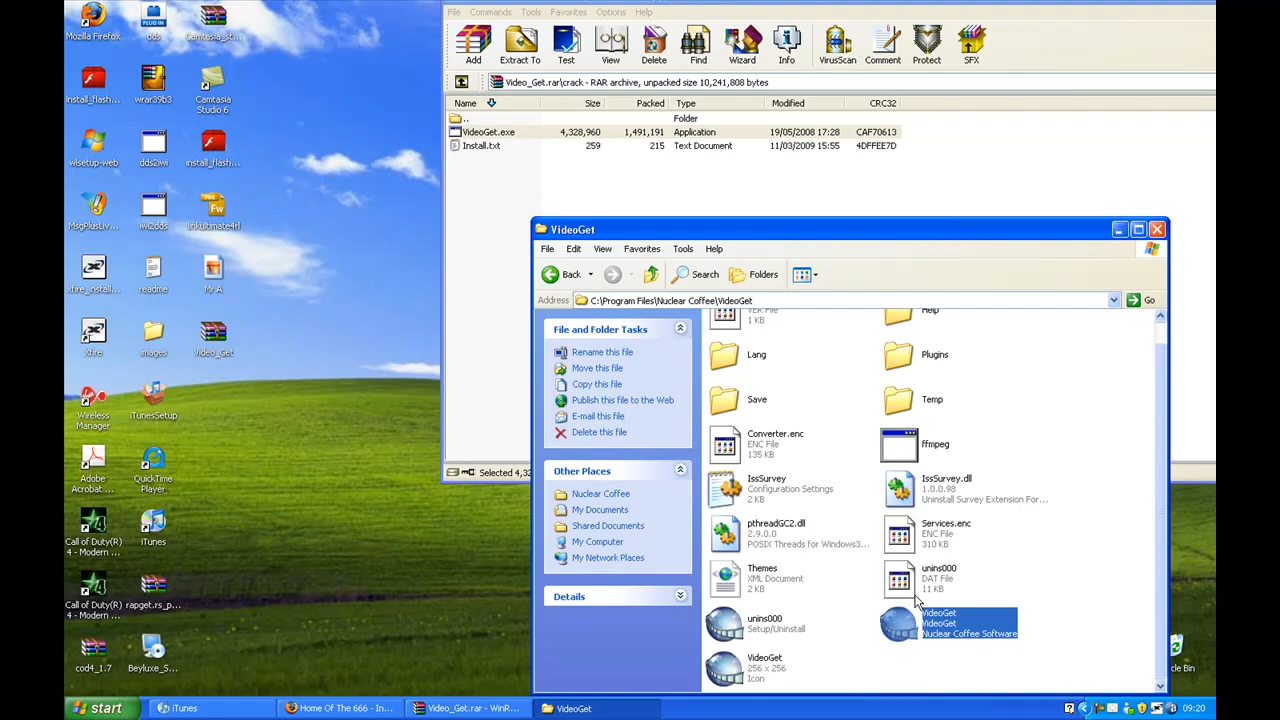 Mozilla Firefox
dds
Camtasia_st...
install_flash...
wrar39b3
Camtasia
Studio 6
wlsetup-web
dds2iwi
install_flash...
MsgPlusLiv...
iwi2dds
linkultimate4rl
xfire_install...
readme
Mr A
Xfire
images
Video_Get
Wireless
Manager
iTunesSetup
Adobe
Acrobat ...
QuickTime
Player
Call of Duty(R)
4 - Modern ...
iTunes
Call of Duty(R)
4 - Modern ...
rapget.rs_p...
cod4_1.7
Beyluxe_S...
File Commands Tools Favorites Options Help
Add Extract To Test View Delete Find Wizard Info VirusScan Comment Protect SFX
Video_Get.rar\crack - RAR archive, unpacked size 10,241,808 bytes
Name Size Packed Type Modified CRC32
.. Folder
VideoGet.exe 4,328,960 1,491,191 Application 19/05/2008 17:28 CAF70613
Install.txt 259 215 Text Document 11/03/2009 15:55 4DFFEE7D
Selected 4,32
VideoGet
File Edit View Favorites Tools Help
Back Search Folders
Address C:\Program Files\Nuclear Coffee\VideoGet Go
File and Folder Tasks
Rename this file
Move this file
Copy this file
Publish this file to the Web
E-mail this file
Delete this file
Other Places
Nuclear Coffee
My Documents
Shared Documents
My Computer
My Network Places
Details
VER File
1 KB
Help
Lang
Plugins
Save
Temp
Converter.enc
ENC File
135 KB
ffmpeg
IssSurvey
Configuration Settings
2 KB
IssSurvey.dll
1.0.0.98
Uninstall Survey Extension For...
pthreadGC2.dll
2.9.0.0
POSIX Threads for Windows3...
Services.enc
ENC File
310 KB
Themes
XML Document
2 KB
unins000
DAT File
11 KB
unins000
Setup/Uninstall
VideoGet
VideoGet
Nuclear Coffee Software
VideoGet
256 x 256
Icon
cle Bin
start iTunes Home Of The 666 - In... Video_Get.rar - WinR... VideoGet 09:20